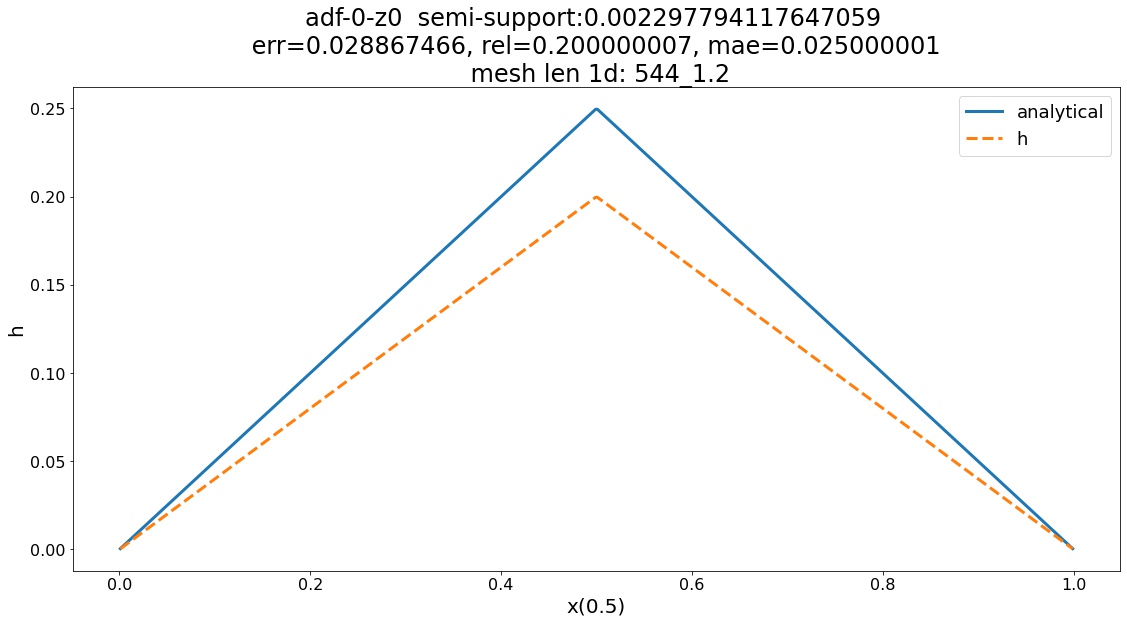 adf-0-z0  semi-support:0.0022977941176​47059
err=0.028867466, rel=0.200000007, mae=0.025000001
mesh len 1d: 544_1.2
analytical
h
0.25
0.20
0.15
0.10
0.05
0.00
h
0.0 0.2 0.4 0.6 0.8 1.0
x(0.5)